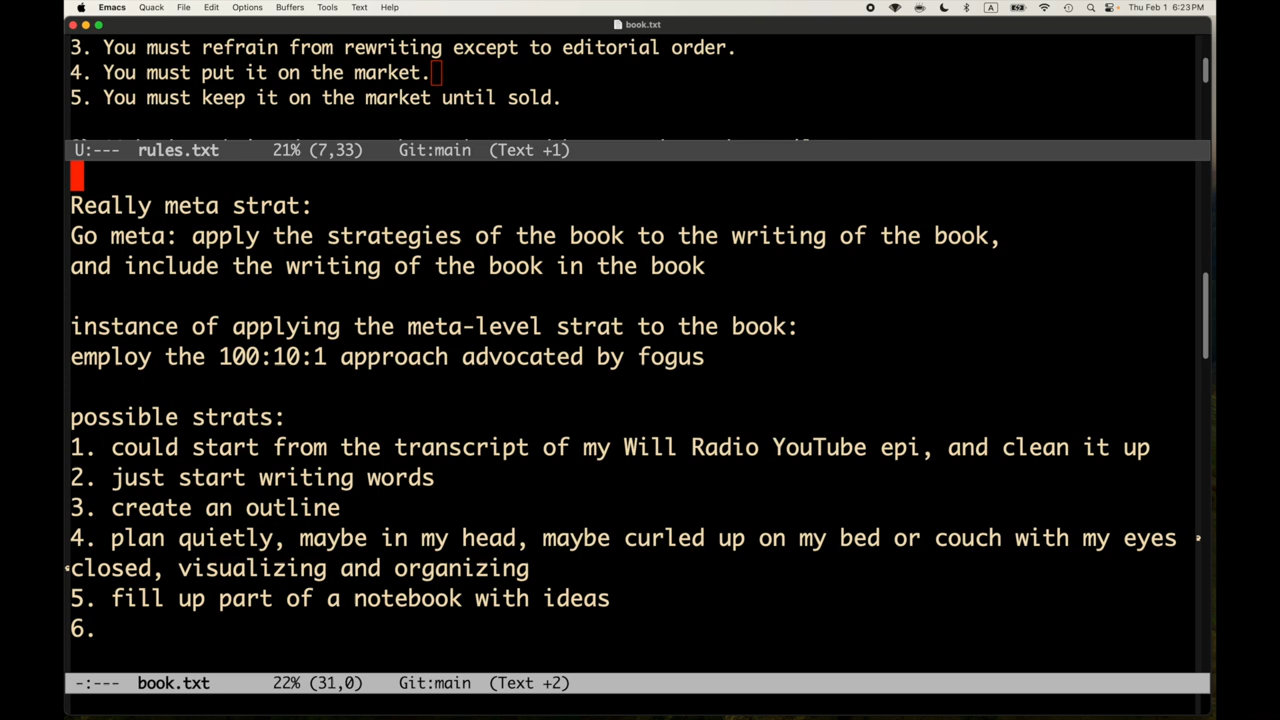 Emacs Quack File Edit Options Buffers Tools Text Help A Thu Feb 1 6:23 PM
book.txt
3. You must refrain from rewriting except to editorial order.
4. You must put it on the market.
5. You must keep it on the market until sold.
U:--- rules.txt 21% (7,33) Git:main (Text +1)
Really meta strat:
Go meta: apply the strategies of the book to the writing of the book,
and include the writing of the book in the book
instance of applying the meta-level strat to the book:
employ the 100:10:1 approach advocated by fogus
possible strats:
1. could start from the transcript of my Will Radio YouTube epi, and clean it up
2. just start writing words
3. create an outline
4. plan quietly, maybe in my head, maybe curled up on my bed or couch with my eyes
closed, visualizing and organizing
5. fill up part of a notebook with ideas
6.
-:--- book.txt 22% (31,0) Git:main (Text +2)